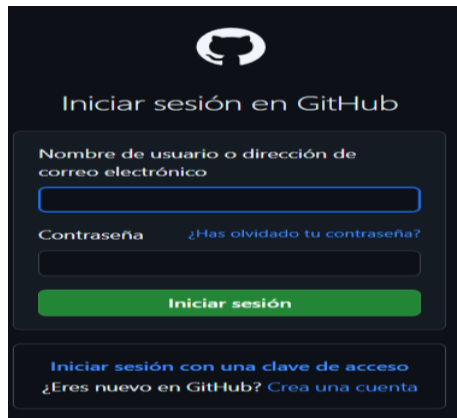 Iniciar sesión en GitHub
Nombre de usuario o dirección de
correo electrónico
Contraseña ¿Has olvidado tu contraseña?
Iniciar sesión
Iniciar sesión con una clave de acceso
¿Eres nuevo en GitHub? Crea una cuenta